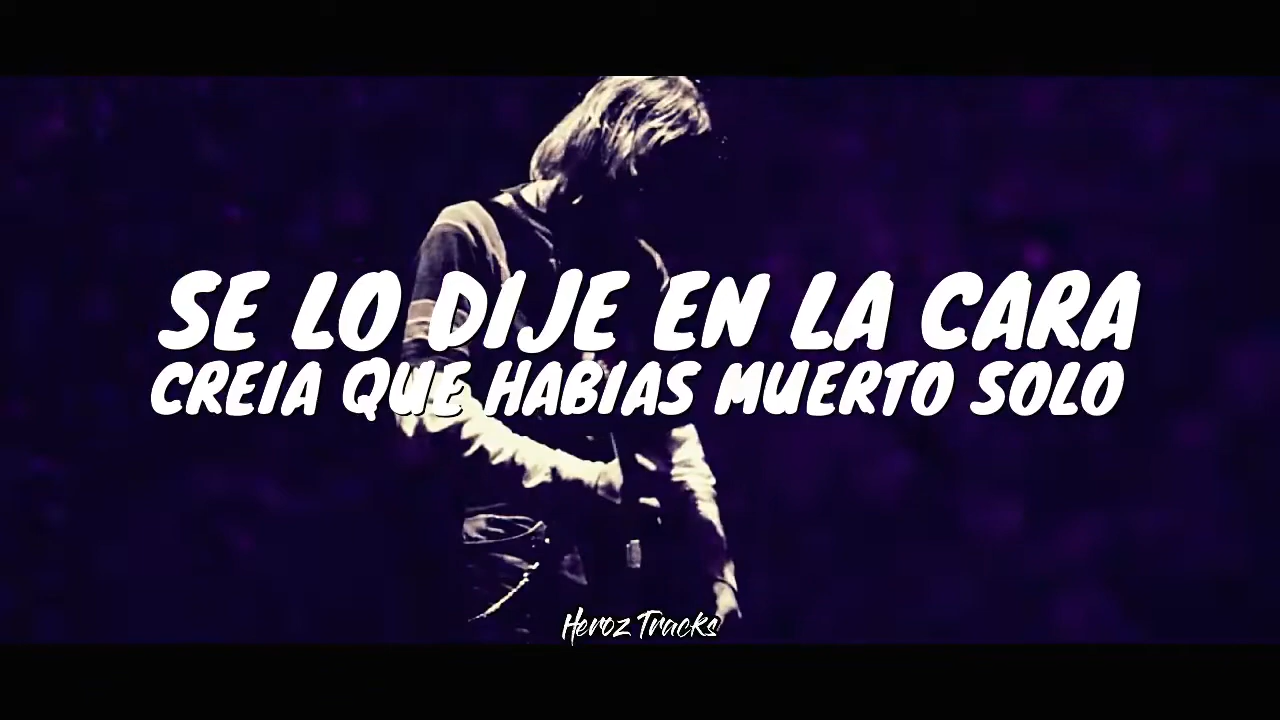 SE LO DIJE EN LA CARA
CREIA QUE HABIAS MUERTO SOLO
Heroz Tracks